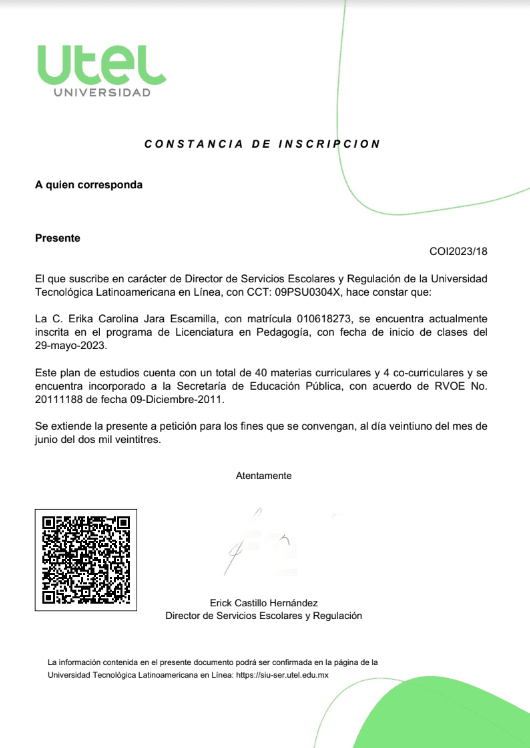 utel
UNIVERSIDAD
CONSTANCIA DE INSCRIPCION
A quien corresponda
Presente
COI2023/18
El que suscribe en carácter de Director de Servicios Escolares y Regulación de la Universidad
Tecnológica Latinoamericana en Línea, con CCT: 09PSU0304X, hace constar que:
La C. Erika Carolina Jara Escamilla, con matrícula 010618273, se encuentra actualmente
inscrita en el programa de Licenciatura en Pedagogía, con fecha de inicio de clases del
29-mayo-2023.
Este plan de estudios cuenta con un total de 40 materias curriculares y 4 co-curriculares y se
encuentra incorporado a la Secretaría de Educación Pública, con acuerdo de RVOE No.
20111188 de fecha 09-Diciembre-2011.
Se extiende la presente a petición para los fines que se convengan, al día veintiuno del mes de
junio del dos mil veintitres.
Atentamente
Erick Castillo Hernández
Director de Servicios Escolares y Regulación
La información contenida en el presente documento podrá ser confirmada en la página de la
Universidad Tecnológica Latinoamericana en Línea: https://siu-ser.utel.edu.mx